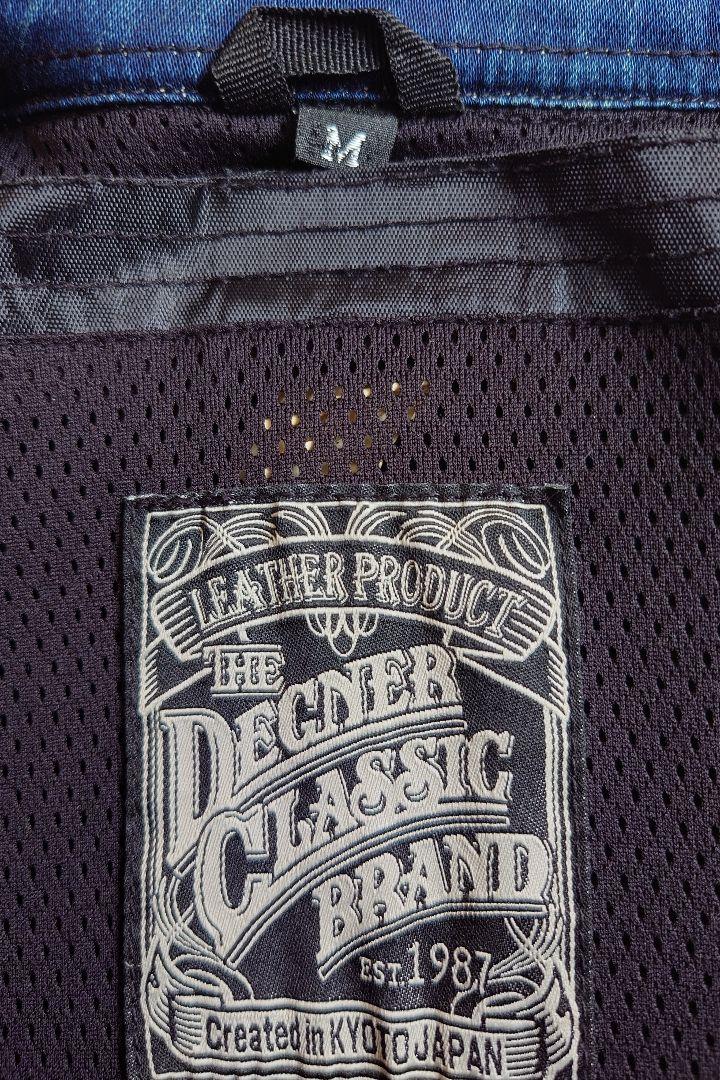 M
LEATHER PRODUCT
THE
DEGNER
CLASSIC
BRAND
EST. 1987
Created in KYOTO JAPAN